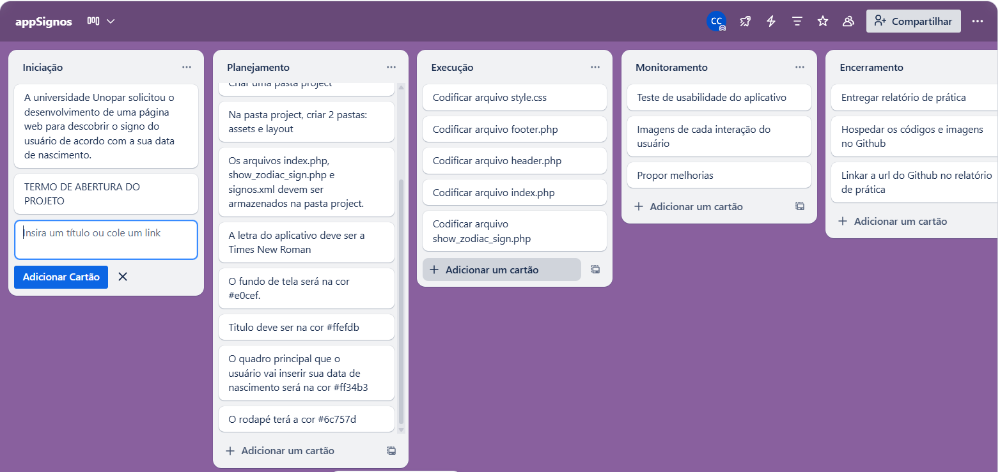 appSignos
CC
Compartilhar
Iniciação
A universidade Unopar solicitou o
desenvolvimento de uma página
web para descobrir o signo do
usuário de acordo com a sua data
de nascimento.
TERMO DE ABERTURA DO
PROJETO
Insira um título ou cole um link
Adicionar Cartão
Planejamento
Criar uma pasta project
Na pasta project, criar 2 pastas:
assets e layout
Os arquivos index.php,
show_zodiac_sign.php e
signos.xml devem ser
armazenados na pasta project.
A letra do aplicativo deve ser a
Times New Roman
O fundo de tela será na cor
#e0cef.
Titulo deve ser na cor #ffefdb
O quadro principal que o
usuário vai inserir sua data de
nascimento será na cor #ff34b3
O rodapé terá a cor #6c757d
Adicionar um cartão
Execução
Codificar arquivo style.css
Codificar arquivo footer.php
Codificar arquivo header.php
Codificar arquivo index.php
Codificar arquivo
show_zodiac_sign.php
Adicionar um cartão
Monitoramento
Teste de usabilidade do aplicativo
Imagens de cada interação do
usuário
Propor melhorias
Adicionar um cartão
Encerramento
Entregar relatório de prática
Hospedar os códigos e imagens
no Github
Linkar a url do Github no relatório
de prática
Adicionar um cartão